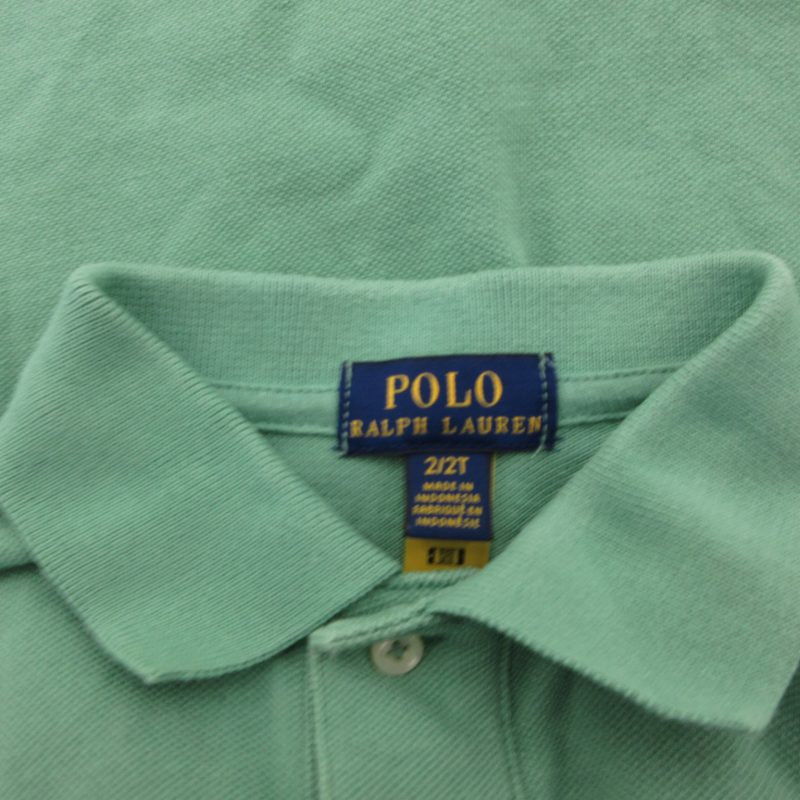 POLO
RALPH LAUREN
2/2T
MADE IN
INDONESIA
FABRIQUÉ EN
INDONÉSIE